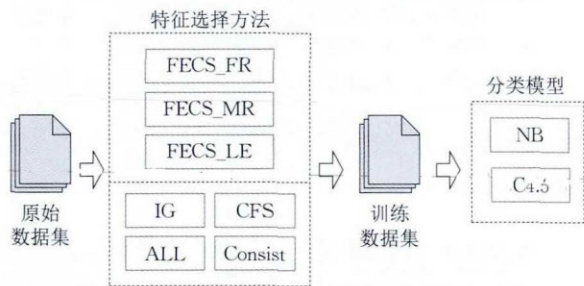 特征选择方法
FECS_FR
FECS_MR
FECS_LE
IG
CFS
ALL
Consist
原始
数据集
训练
数据集
分类模型
NB
C4.5